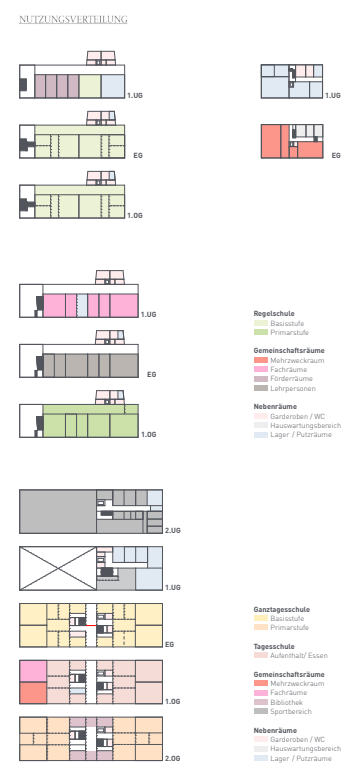 NUTZUNGSVERTEILUNG
1.UG
1.UG
EG
EG
1.OG
1.UG
EG
1.OG
Regelschule
Basisstufe
Primarstufe
Gemeinschaftsräume
Mehrzweckraum
Fachräume
Förderräume
Lehrpersonen
Nebenräume
Garderoben / WC
Hauswartungsbereich
Lager / Putzräume
2.UG
1.UG
EG
1.OG
2.OG
Ganztagesschule
Basisstufe
Primarstufe
Tagesschule
Aufenthalt/ Essen
Gemeinschaftsräume
Mehrzweckraum
Fachräume
Bibliothek
Sportbereich
Nebenräume
Garderoben / WC
Hauswartungsbereich
Lager / Putzräume